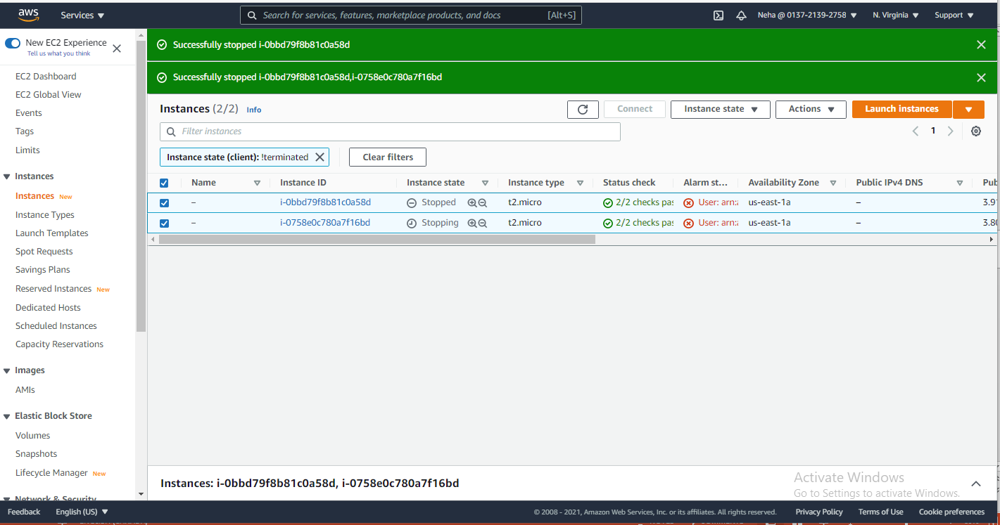 aws
Services
Search for services, features, marketplace products, and docs
[Alt+S]
Neha @ 0137-2139-2758
N. Virginia
Support
New EC2 Experience
Tell us what you think
EC2 Dashboard
EC2 Global View
Events
Tags
Limits
Instances
Instances New
Instance Types
Launch Templates
Spot Requests
Savings Plans
Reserved Instances New
Dedicated Hosts
Scheduled Instances
Capacity Reservations
Images
AMIs
Elastic Block Store
Volumes
Snapshots
Lifecycle Manager New
Network & Security
Successfully stopped i-0bbd79f8b81c0a58d
Successfully stopped i-0bbd79f8b81c0a58d,i-0758e0c780a7f16bd
Instances (2/2) Info
Connect
Instance state
Actions
Launch instances
Filter instances
1
Instance state (client): !terminated
Clear filters
Name Instance ID Instance state Instance type Status check Alarm st... Availability Zone Public IPv4 DNS Pub
– i-0bbd79f8b81c0a58d Stopped t2.micro 2/2 checks pas User: arn:a us-east-1a – 3.91
– i-0758e0c780a7f16bd Stopping t2.micro 2/2 checks pas User: arn:a us-east-1a – 3.80
Instances: i-0bbd79f8b81c0a58d, i-0758e0c780a7f16bd
Activate Windows
Go to Settings to activate Windows.
Feedback
English (US)
© 2008 - 2021, Amazon Web Services, Inc. or its affiliates. All rights reserved.
Privacy Policy
Terms of Use
Cookie preferences